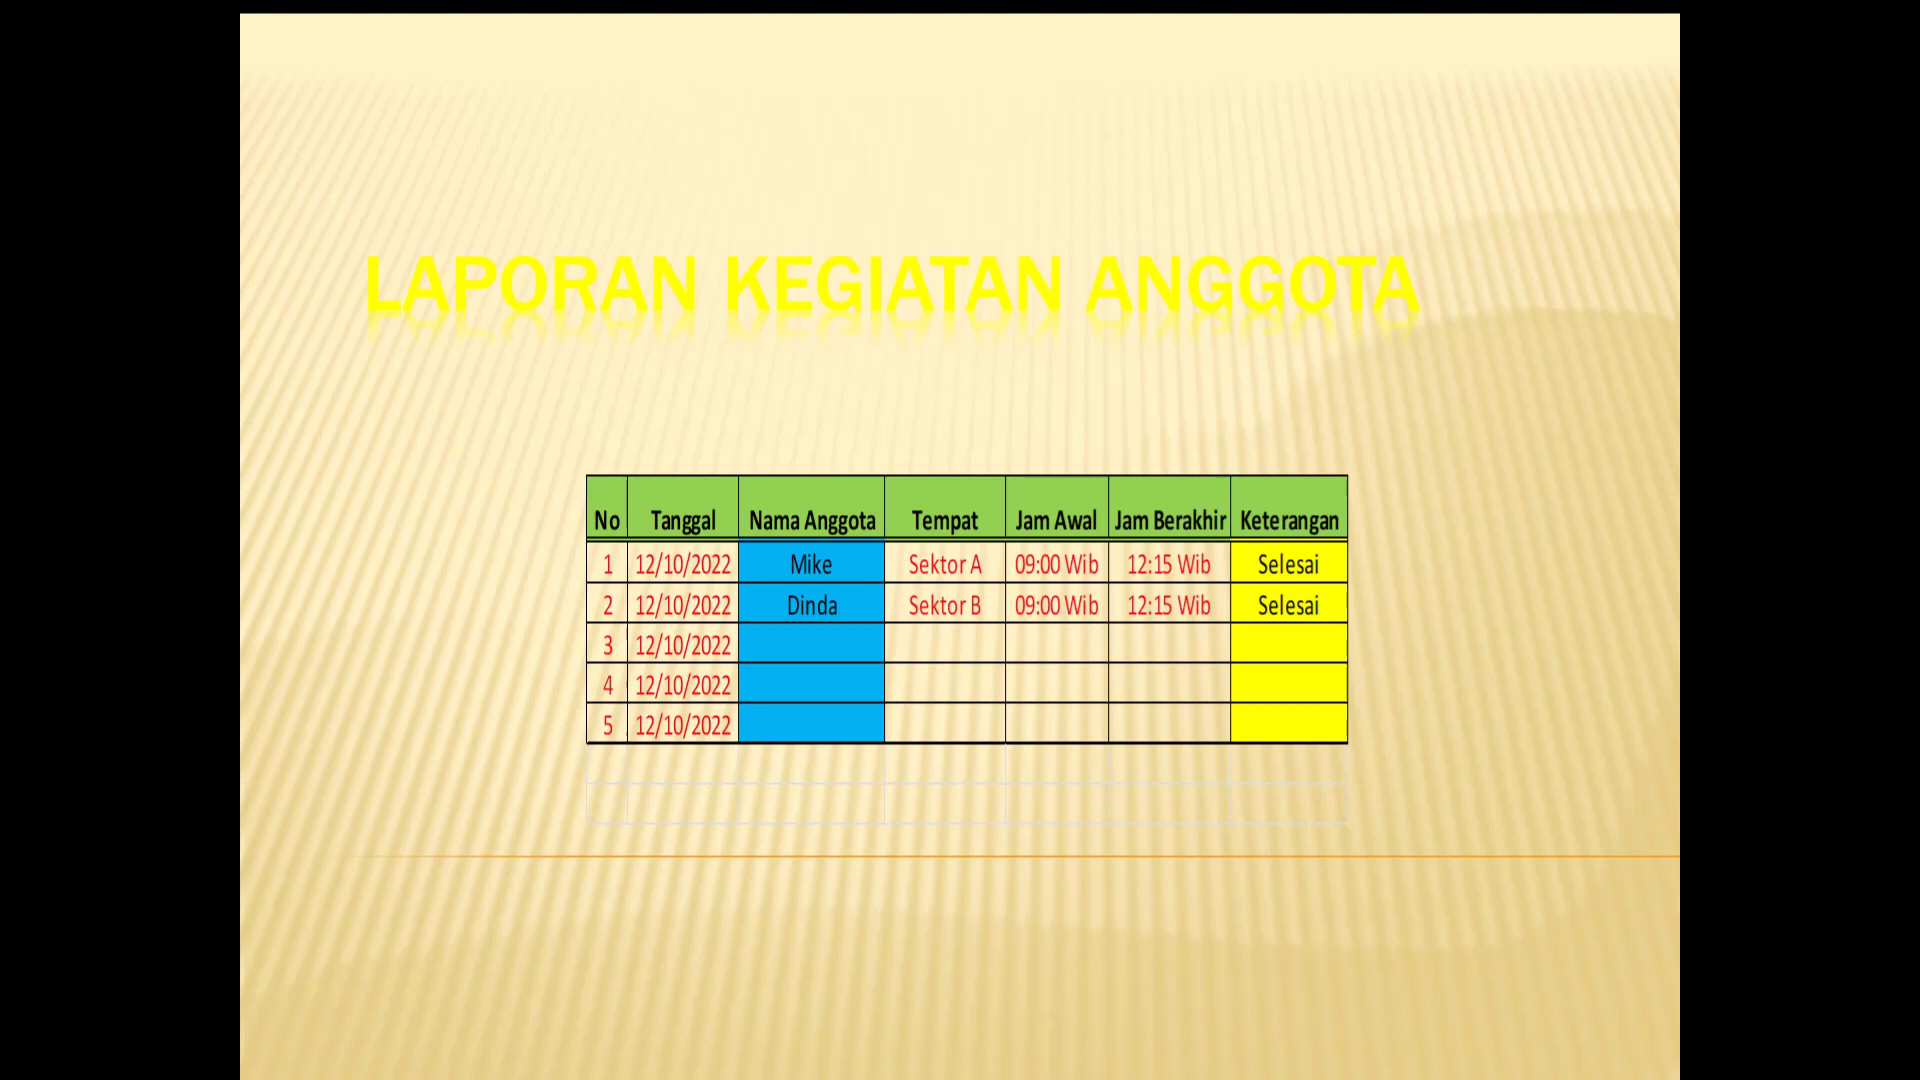 LAPORAN KEGIATAN ANGGOTA
No Tanggal Nama Anggota Tempat Jam Awal Jam Berakhir Keterangan
1 12/10/2022 Mike Sektor A 09:00 Wib 12:15 Wib Selesai
2 12/10/2022 Dinda Sektor B 09:00 Wib 12:15 Wib Selesai
3 12/10/2022
4 12/10/2022
5 12/10/2022